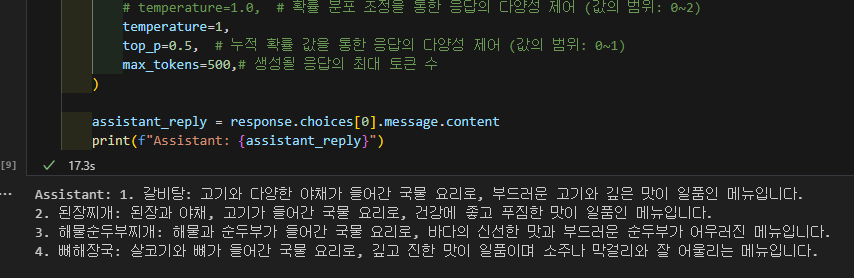 # temperature=1.0,  # 확률 분포 조정을 통한 응답의 다양성 제어 (값의 범위: 0~2)
temperature=1,
top_p=0.5,  # 누적 확률 값을 통한 응답의 다양성 제어 (값의 범위: 0~1)
max_tokens=500,# 생성될 응답의 최대 토큰 수
)
assistant_reply = response.choices[0].message.content
print(f"Assistant: {assistant_reply}")
[9] ✓ 17.3s
··· Assistant: 1. 갈비탕: 고기와 다양한 야채가 들어간 국물 요리로, 부드러운 고기와 깊은 맛이 일품인 메뉴입니다.
2. 된장찌개: 된장과 야채, 고기가 들어간 국물 요리로, 건강에 좋고 푸짐한 맛이 일품인 메뉴입니다.
3. 해물순두부찌개: 해물과 순두부가 들어간 국물 요리로, 바다의 신선한 맛과 부드러운 순두부가 어우러진 메뉴입니다.
4. 뼈해장국: 살코기와 뼈가 들어간 국물 요리로, 깊고 진한 맛이 일품이며 소주나 막걸리와 잘 어울리는 메뉴입니다.